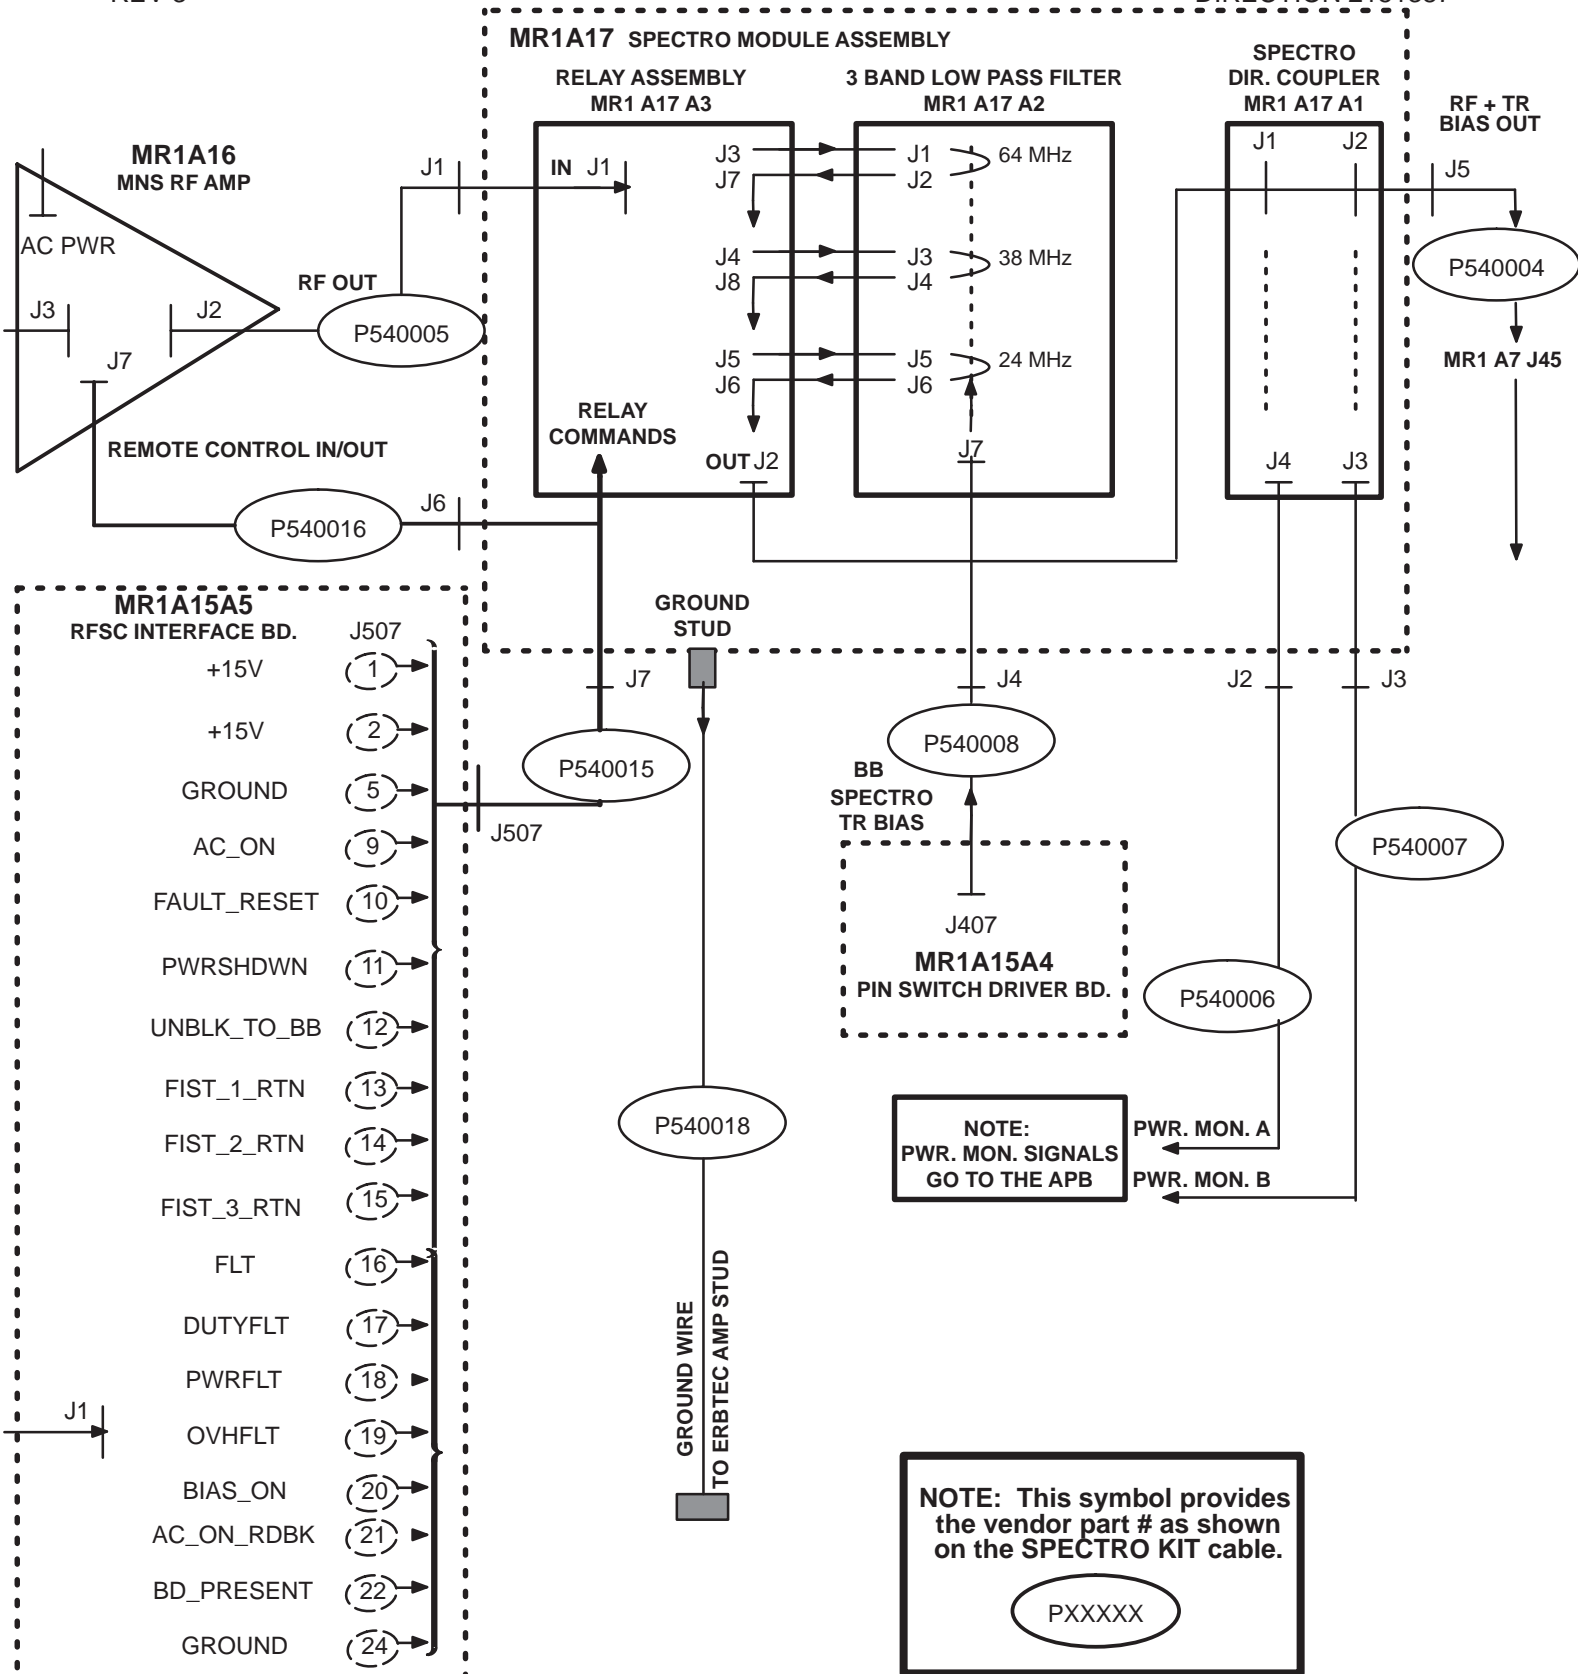 MR1A17 SPECTRO MODULE ASSEMBLY
RELAY ASSEMBLY
MR1 A17 A3
3 BAND LOW PASS FILTER
MR1 A17 A2
SPECTRO
DIR. COUPLER
MR1 A17 A1
RF + TR
BIAS OUT
MR1A16
MNS RF AMP
AC PWR
J3
J2
J7
RF OUT
P540005
J1
IN J1
J3
J7
J4
J8
J5
J6
RELAY
COMMANDS
OUT J2
J1
J2
64 MHz
J3
J4
38 MHz
J5
J6
24 MHz
J7
J1
J2
J4
J3
J5
P540004
MR1 A7 J45
REMOTE CONTROL IN/OUT
P540016
J6
MR1A15A5
RFSC INTERFACE BD.
J507
+15V 1
+15V 2
GROUND 5
AC_ON 9
FAULT_RESET 10
PWRSHDWN 11
UNBLK_TO_BB 12
FIST_1_RTN 13
FIST_2_RTN 14
FIST_3_RTN 15
FLT 16
DUTYFLT 17
PWRFLT 18
OVHFLT 19
BIAS_ON 20
AC_ON_RDBK 21
BD_PRESENT 22
GROUND 24
J1
J507
P540015
J7
GROUND
STUD
P540018
GROUND WIRE
TO ERBTEC AMP STUD
J4
P540008
BB
SPECTRO
TR BIAS
J407
MR1A15A4
PIN SWITCH DRIVER BD.
J2
J3
P540007
P540006
NOTE:
PWR. MON. SIGNALS
GO TO THE APB
PWR. MON. A
PWR. MON. B
NOTE: This symbol provides
the vendor part # as shown
on the SPECTRO KIT cable.
PXXXXX